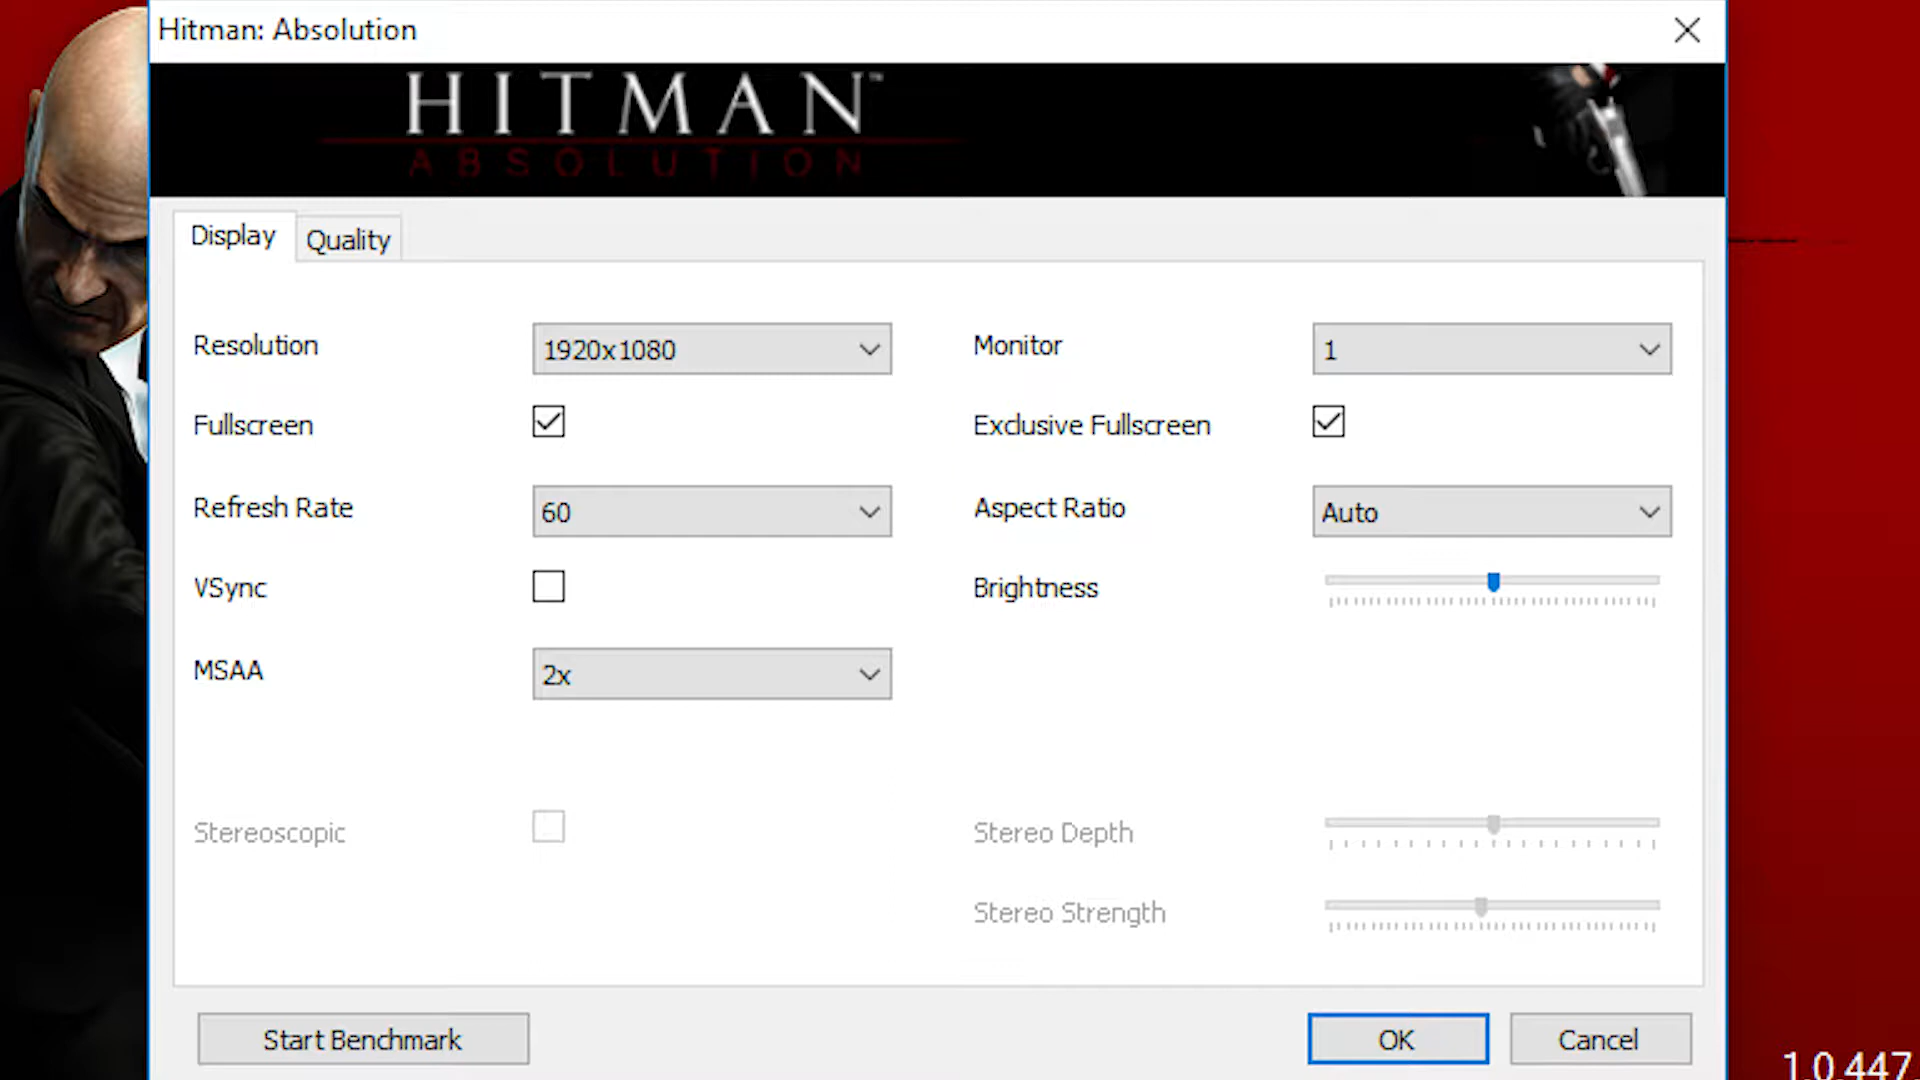 Hitman: Absolution
HITMAN™
ABSOLUTION
Display Quality
Resolution 1920x1080 Monitor 1
Fullscreen Exclusive Fullscreen
Refresh Rate 60 Aspect Ratio Auto
VSync Brightness
MSAA 2x
Stereoscopic Stereo Depth
Stereo Strength
Start Benchmark OK Cancel
1.0.447.